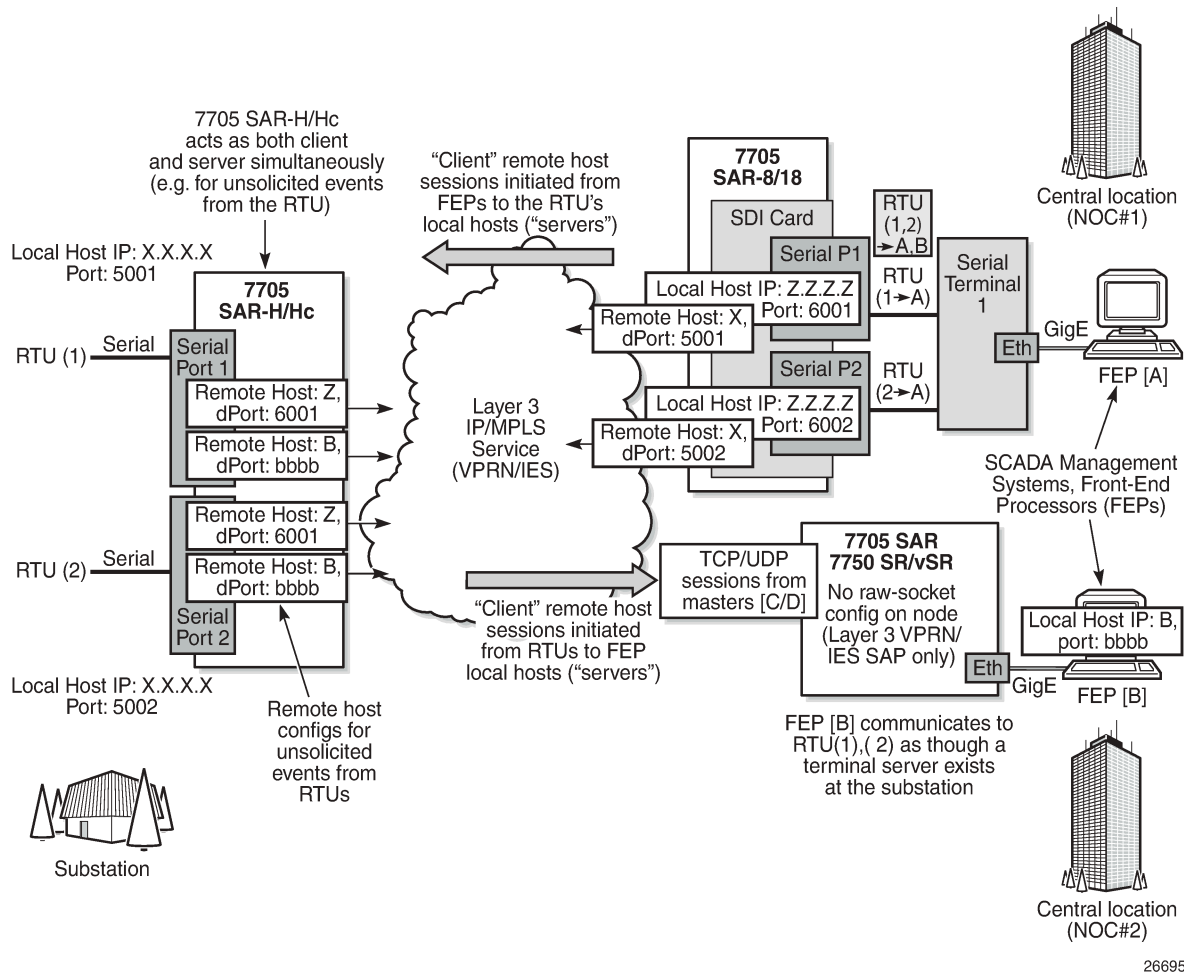 7705 SAR-H/Hc
acts as both client
and server simultaneously
(e.g. for unsolicited events
from the RTU)
Local Host IP: X.X.X.X
Port: 5001
7705
SAR-H/Hc
RTU (1)
Serial
Serial
Port 1
Remote Host: Z,
dPort: 6001
Remote Host: B,
dPort: bbbb
Remote Host: Z,
dPort: 6001
RTU (2)
Serial
Remote Host: B,
dPort: bbbb
Serial
Port 2
Local Host IP: X.X.X.X
Port: 5002
Remote host
configs for
unsolicited
events from
RTUs
Substation
"Client" remote host
sessions initiated from
FEPs to the RTU's
local hosts ("servers")
Layer 3
IP/MPLS
Service
(VPRN/IES)
"Client" remote host
sessions initiated
from RTUs to FEP
local hosts ("servers")
7705
SAR-8/18
SDI Card
Serial P1
Local Host IP: Z.Z.Z.Z
Port: 6001
Remote Host: X,
dPort: 5001
Serial P2
Local Host IP: Z.Z.Z.Z
Port: 6002
Remote Host: X,
dPort: 5002
RTU
(1,2)
➔A,B
RTU
(1➔A)
RTU
(2➔A)
Serial
Terminal
1
Eth
GigE
FEP [A]
Central location
(NOC#1)
SCADA Management
Systems, Front-End
Processors (FEPs)
TCP/UDP
sessions from
masters [C/D]
7705 SAR
7750 SR/vSR
No raw-socket
config on node
(Layer 3 VPRN/
IES SAP only)
Eth
GigE
Local Host IP: B,
port: bbbb
FEP [B]
FEP [B] communicates to
RTU(1),( 2) as though a
terminal server exists
at the substation
Central location
(NOC#2)
26695